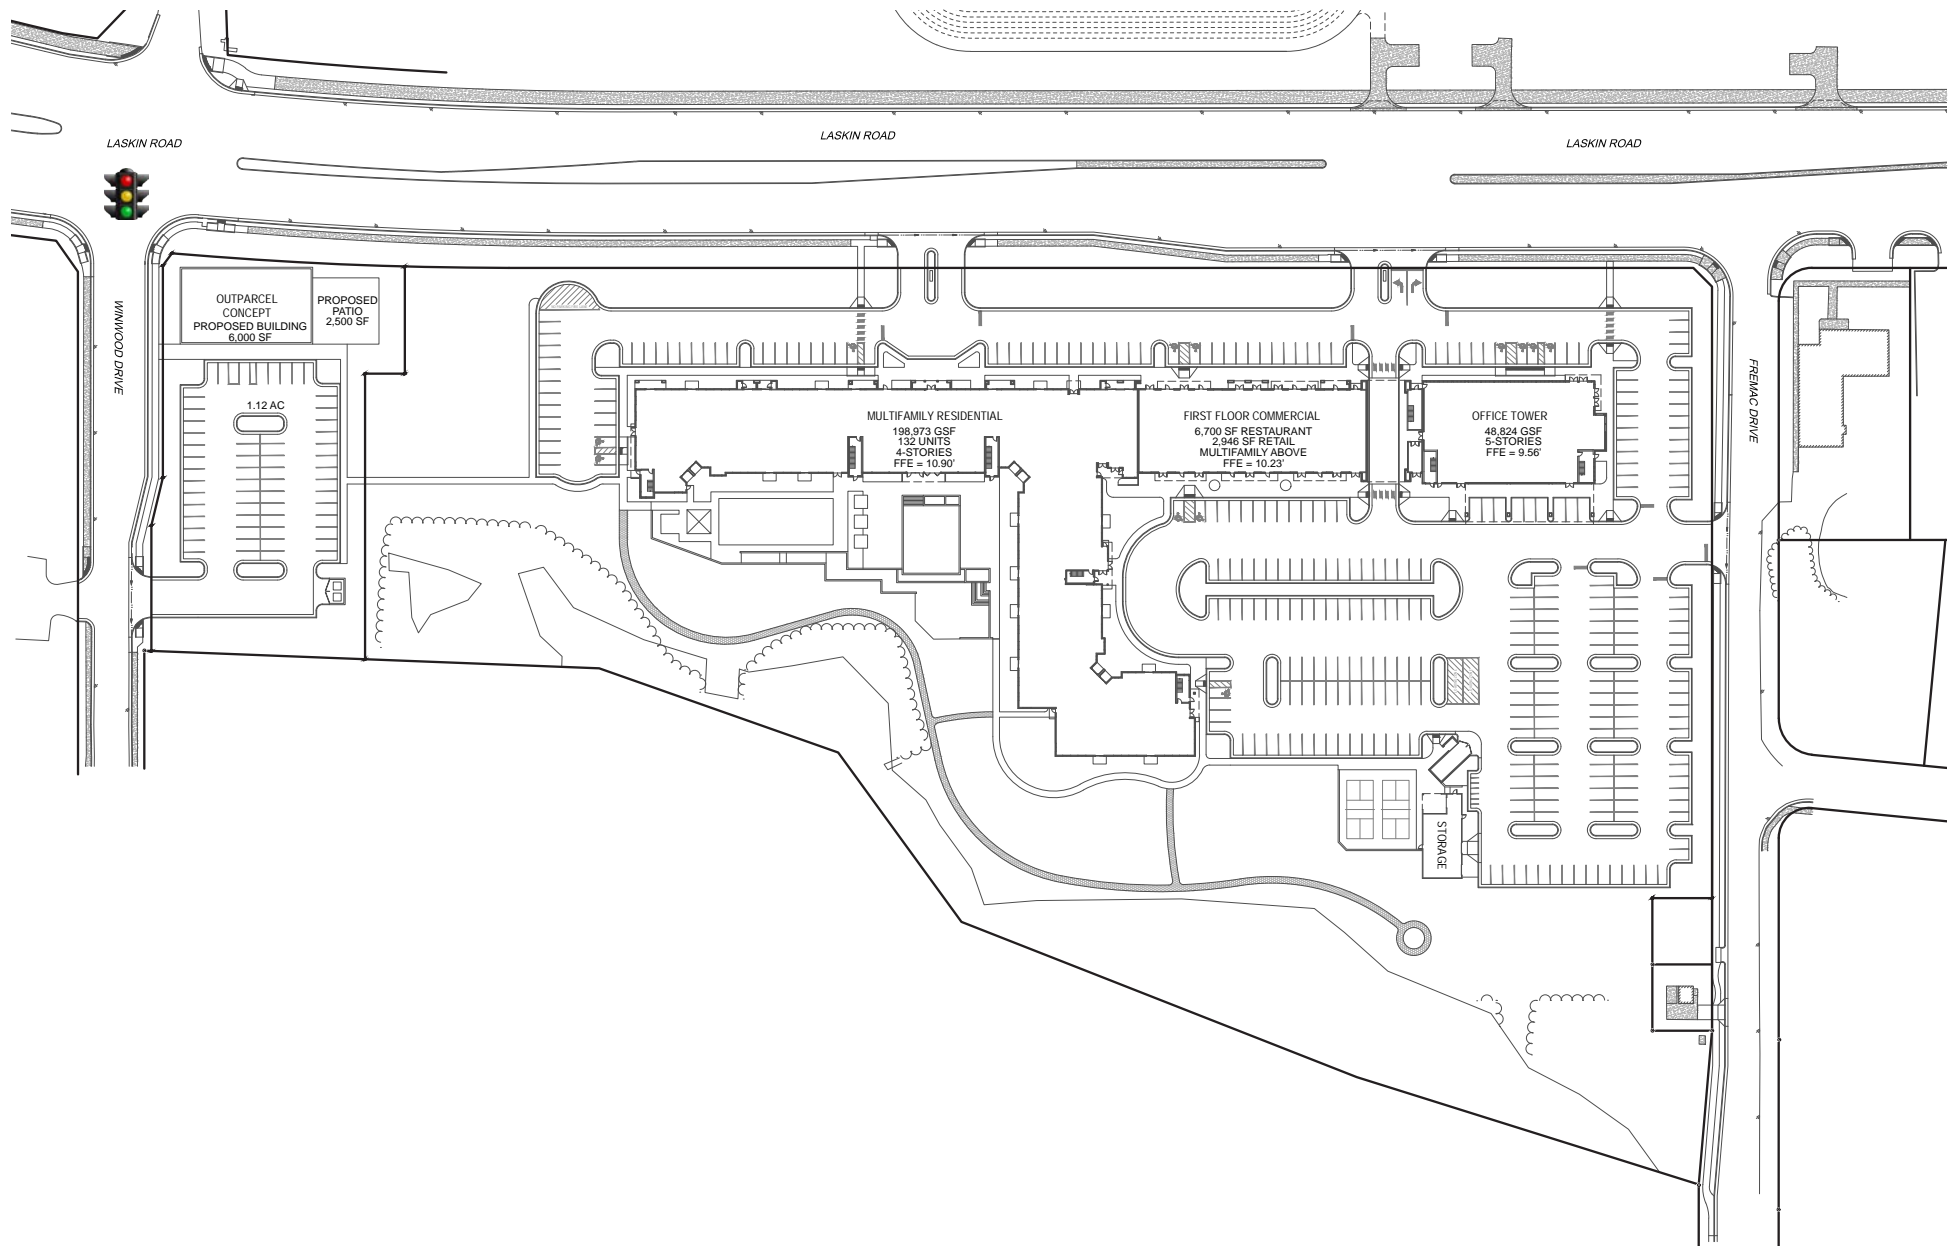 LASKIN ROAD
LASKIN ROAD
LASKIN ROAD
WINWOOD DRIVE
OUTPARCEL
CONCEPT
PROPOSED BUILDING
6,000 SF
PROPOSED
PATIO
2,500 SF
1.12 AC
MULTIFAMILY RESIDENTIAL
198,973 GSF
132 UNITS
4-STORIES
FFE = 10.90'
FIRST FLOOR COMMERCIAL
6,700 SF RESTAURANT
2,946 SF RETAIL
MULTIFAMILY ABOVE
FFE = 10.23'
OFFICE TOWER
48,824 GSF
5-STORIES
FFE = 9.56'
FREMAC DRIVE
STORAGE